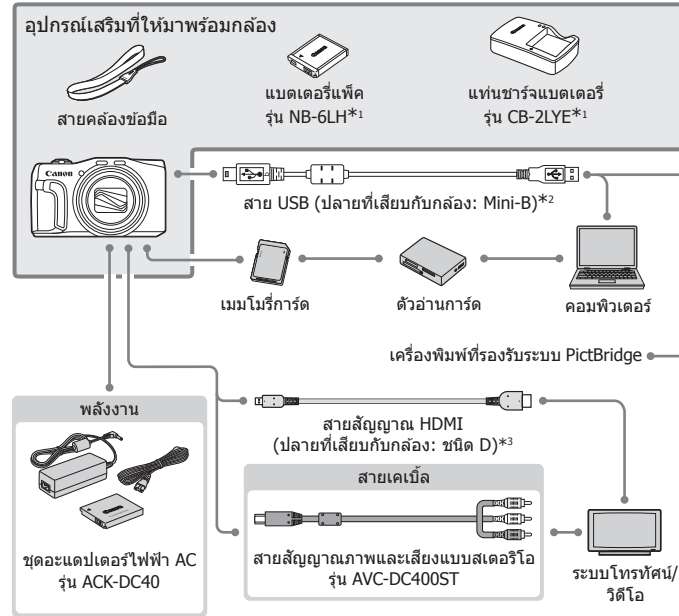 อุปกรณ์เสริมที่ให้มาพร้อมกล้อง
สายคล้องข้อมือ
แบตเตอรี่แพ็ค
รุ่น NB-6LH*1
แท่นชาร์จแบตเตอรี่
รุ่น CB-2LYE*1
Canon
สาย USB (ปลายที่เสียบกับกล้อง: Mini-B)*2
เมมโมรี่การ์ด
ตัวอ่านการ์ด
คอมพิวเตอร์
เครื่องพิมพ์ที่รองรับระบบ PictBridge
พลังงาน
สายสัญญาณ HDMI
(ปลายที่เสียบกับกล้อง: ชนิด D)*3
สายเคเบิ้ล
ชุดอะแดปเตอร์ไฟฟ้า AC
รุ่น ACK-DC40
สายสัญญาณภาพและเสียงแบบสเตอริโอ
รุ่น AVC-DC400ST
ระบบโทรทัศน์/
วิดีโอ